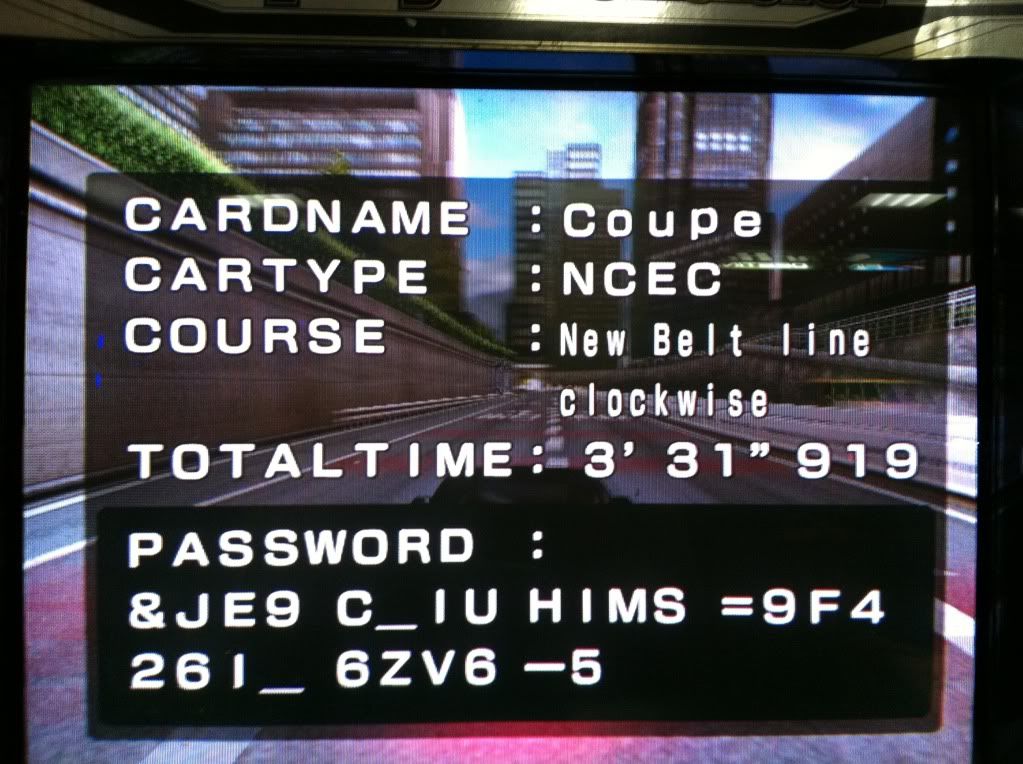 CARDNAME : Coupe
CARTYPE : NCEC
COURSE : New Belt line
clockwise
TOTALTIME : 3' 31" 919
PASSWORD :
&JE9 C_IU HIMS =9F4
26I_ 6ZV6 −5